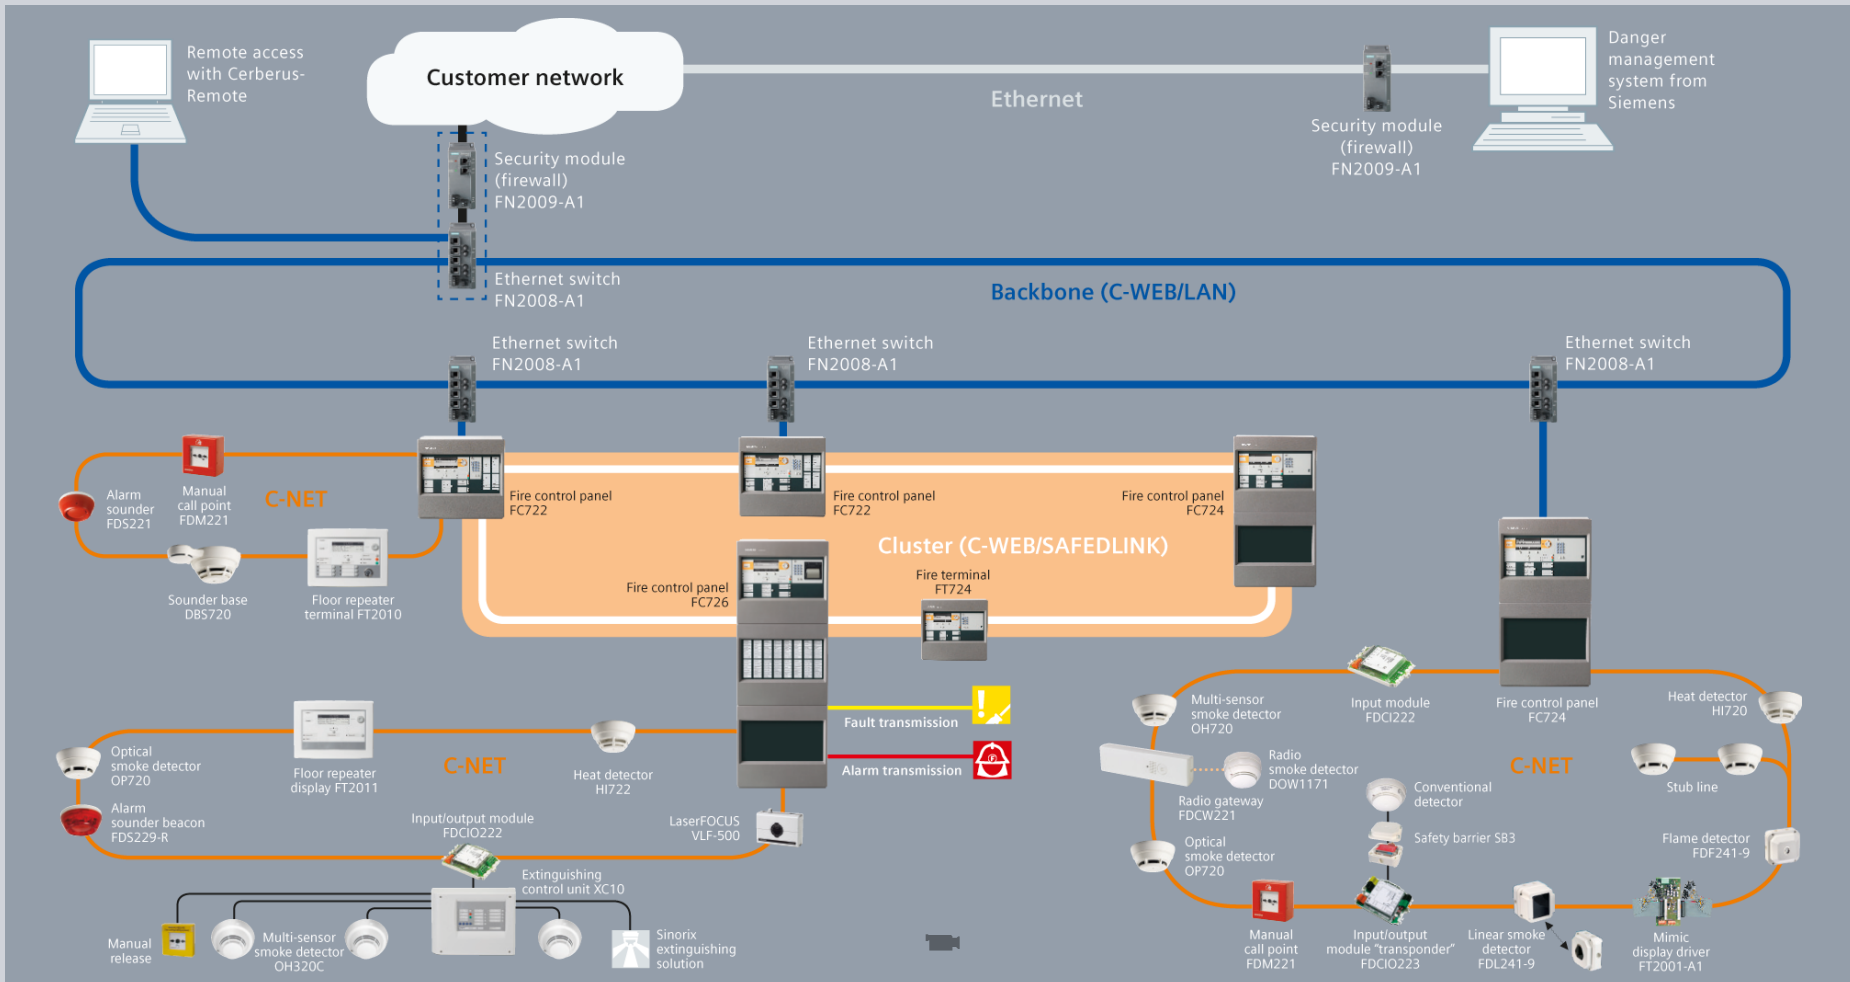 Remote access
with Cerberus-
Remote
Customer network
Ethernet
Security module
(firewall)
FN2009-A1
Danger
management
system from
Siemens
Security module
(firewall)
FN2009-A1
Ethernet switch
FN2008-A1
Backbone (C-WEB/LAN)
Ethernet switch
FN2008-A1
Ethernet switch
FN2008-A1
Ethernet switch
FN2008-A1
Alarm
sounder
FDS221
Manual
call point
FDM221
C-NET
Sounder base
DBS720
Floor repeater
terminal FT2010
Fire control panel
FC722
Fire control panel
FC722
Fire control panel
FC724
Cluster (C-WEB/SAFEDLINK)
Fire control panel
FC726
Fire terminal
FT724
Fault transmission
Alarm transmission
Optical
smoke detector
OP720
Floor repeater
display FT2011
C-NET
Heat detector
HI722
Alarm
sounder beacon
FDS229-R
Input/output module
FDCIO222
LaserFOCUS
VLF-500
Extinguishing
control unit XC10
Manual
release
Multi-sensor
smoke detector
OH320C
Sinorix
extinguishing
solution
Multi-sensor
smoke detector
OH720
Input module
FDCI222
Fire control panel
FC724
Heat detector
HI720
Radio
smoke detector
DOW1171
Radio gateway
FDCW221
C-NET
Stub line
Conventional
detector
Safety barrier SB3
Flame detector
FDF241-9
Optical
smoke detector
OP720
Manual
call point
FDM221
Input/output
module "transponder"
FDCIO223
Linear smoke
detector
FDL241-9
Mimic
display driver
FT2001-A1